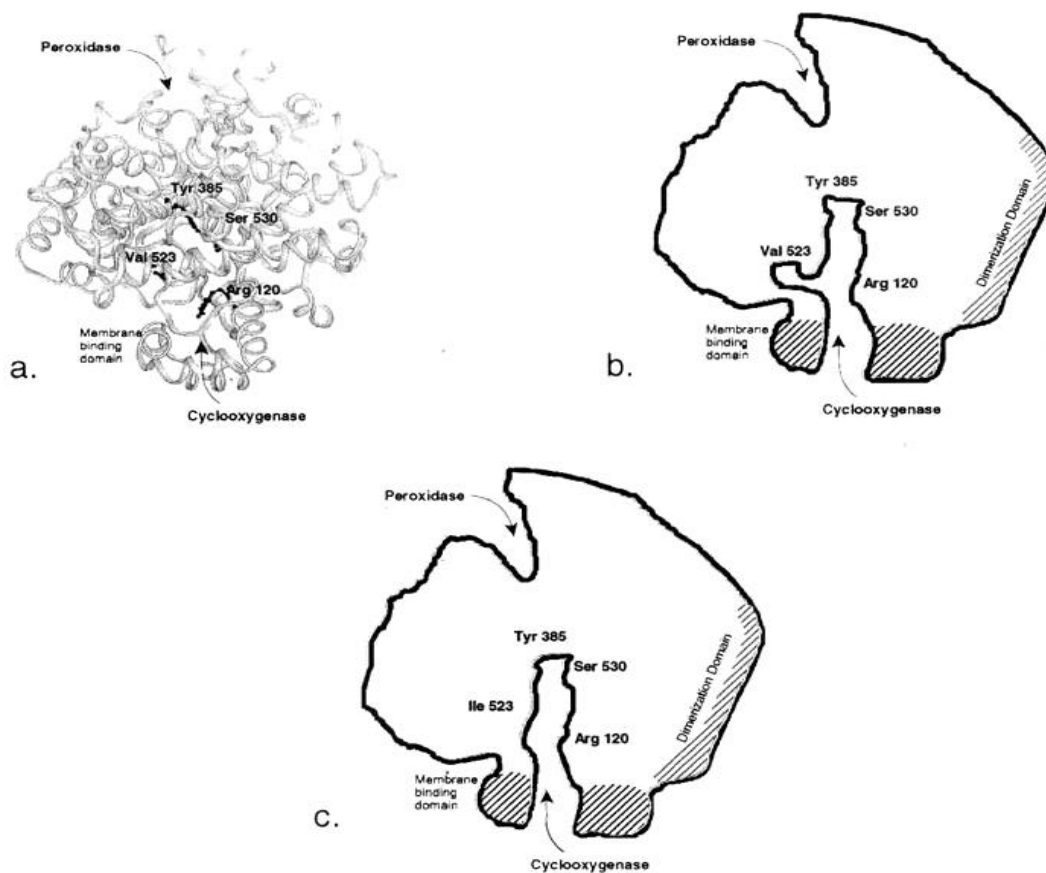 Peroxidase
Tyr 385
Ser 530
Val 523
Arg 120
Membrane
binding
domain
Cyclooxygenase
a.
Peroxidase
Tyr 385
Ser 530
Val 523
Arg 120
Dimerization Domain
Membrane
binding
domain
Cyclooxygenase
b.
Peroxidase
Tyr 385
Ser 530
Ile 523
Arg 120
Dimerization Domain
Membrane
binding
domain
Cyclooxygenase
c.